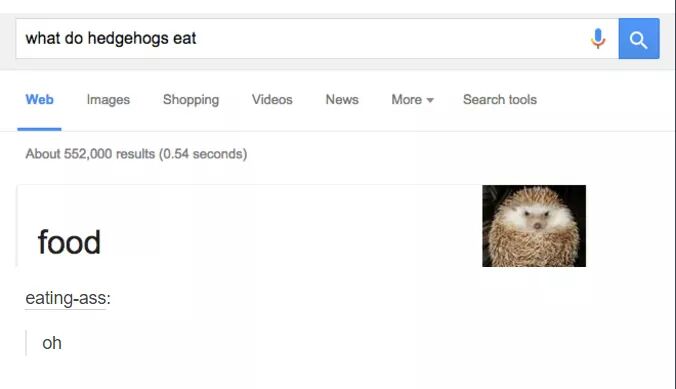 what do hedgehogs eat
Web Images Shopping Videos News More Search tools
About 552,000 results (0.54 seconds)
food
eating-ass:
oh